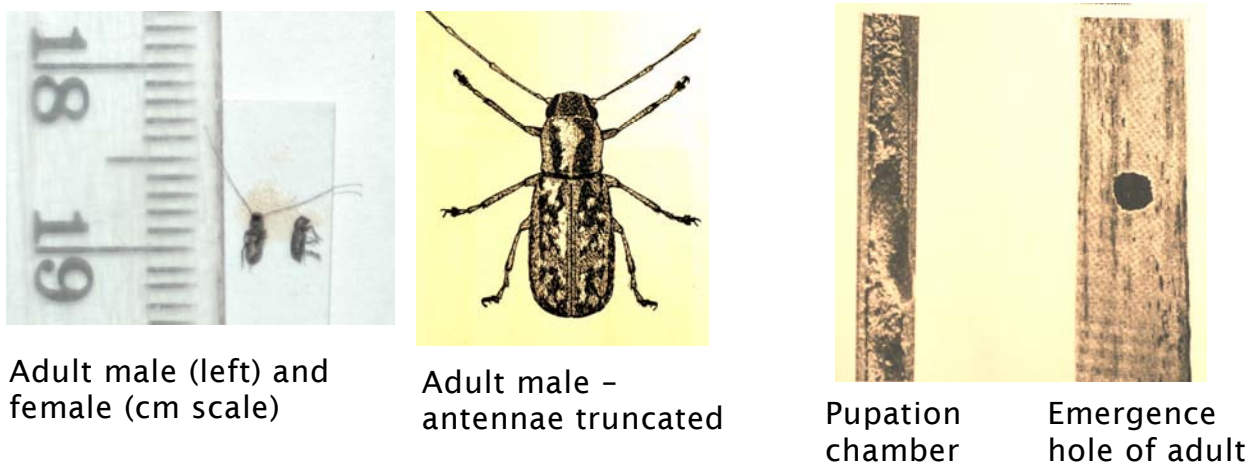 18
19
Adult male (left) and
female (cm scale)
Adult male –
antennae truncated
Pupation
chamber
Emergence
hole of adult